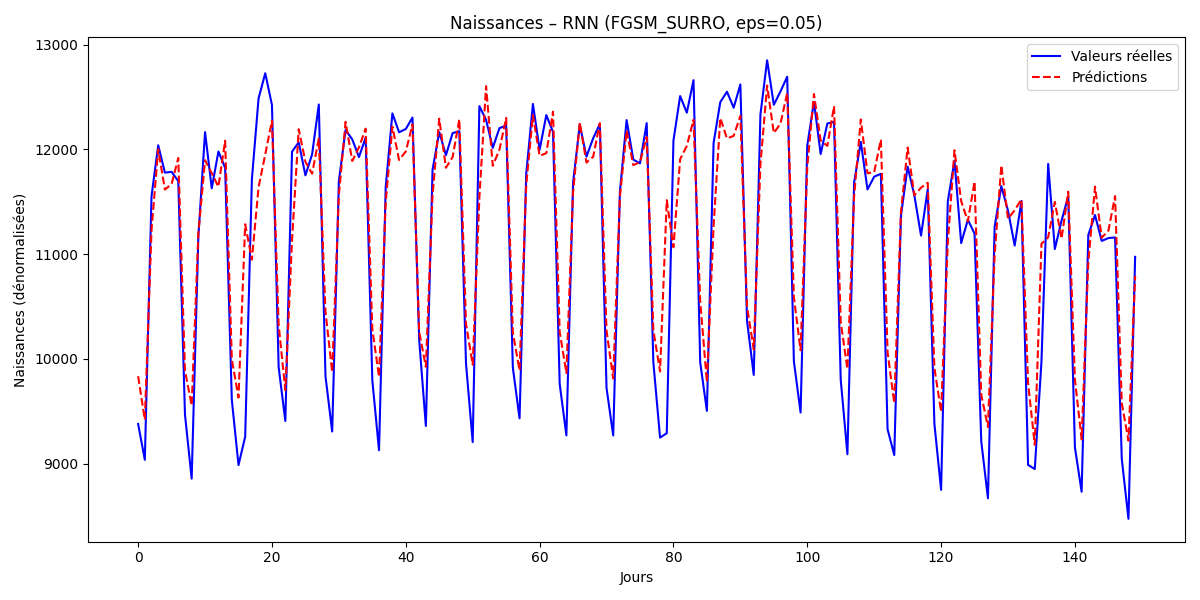 Naissances – RNN (FGSM_SURRO, eps=0.05)
Valeurs réelles
Prédictions
Naissances (dénormalisées)
13000
12000
11000
10000
9000
0 20 40 60 80 100 120 140
Jours